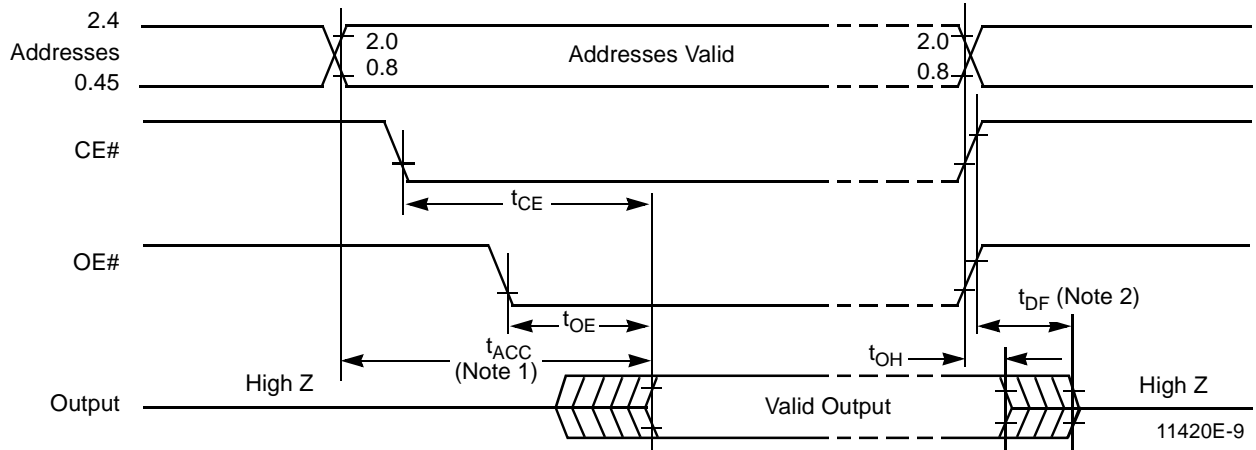 2.4
Addresses
0.45
2.0
0.8
Addresses Valid
2.0
0.8
CE#
tCE
OE#
tOE
tDF (Note 2)
tACC
(Note 1)
tOH
High Z
High Z
Output
Valid Output
11420E-9